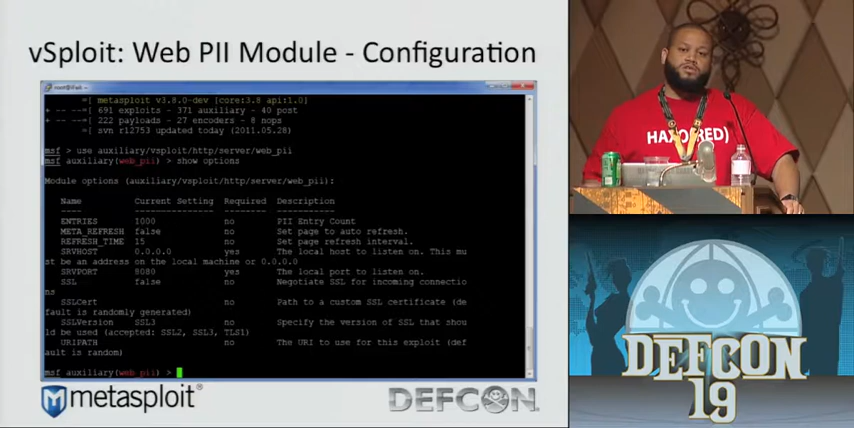 vSploit: Web PII Module - Configuration
=[ metasploit v3.8.0-dev [core:3.8 api:1.0]
+ -- --=[ 691 exploits - 371 auxiliary - 40 post
+ -- --=[ 222 payloads - 27 encoders - 8 nops
=[ svn r12753 updated today (2011.05.28)
msf > use auxiliary/vsploit/http/server/web_pii
msf auxiliary(web_pii) > show options
Module options (auxiliary/vsploit/http/server/web_pii):
Name Current Setting Required Description
---- --------------- -------- -----------
ENTRIES 1000 no PII Entry Count
META_REFRESH false no Set page to auto refresh.
REFRESH_TIME 15 no Set page refresh interval.
SRVHOST 0.0.0.0 yes The local host to listen on. This mu
st be an address on the local machine or 0.0.0.0
SRVPORT 8080 yes The local port to listen on.
SSL false no Negotiate SSL for incoming connectio
ns
SSLCert no Path to a custom SSL certificate (de
fault is randomly generated)
SSLVersion SSL3 no Specify the version of SSL that shou
ld be used (accepted: SSL2, SSL3, TLS1)
URIPATH no The URI to use for this exploit (def
ault is random)
msf auxiliary(web_pii) >
metasploit®
DEFCON
HAXO(RED)
DEFCON
19